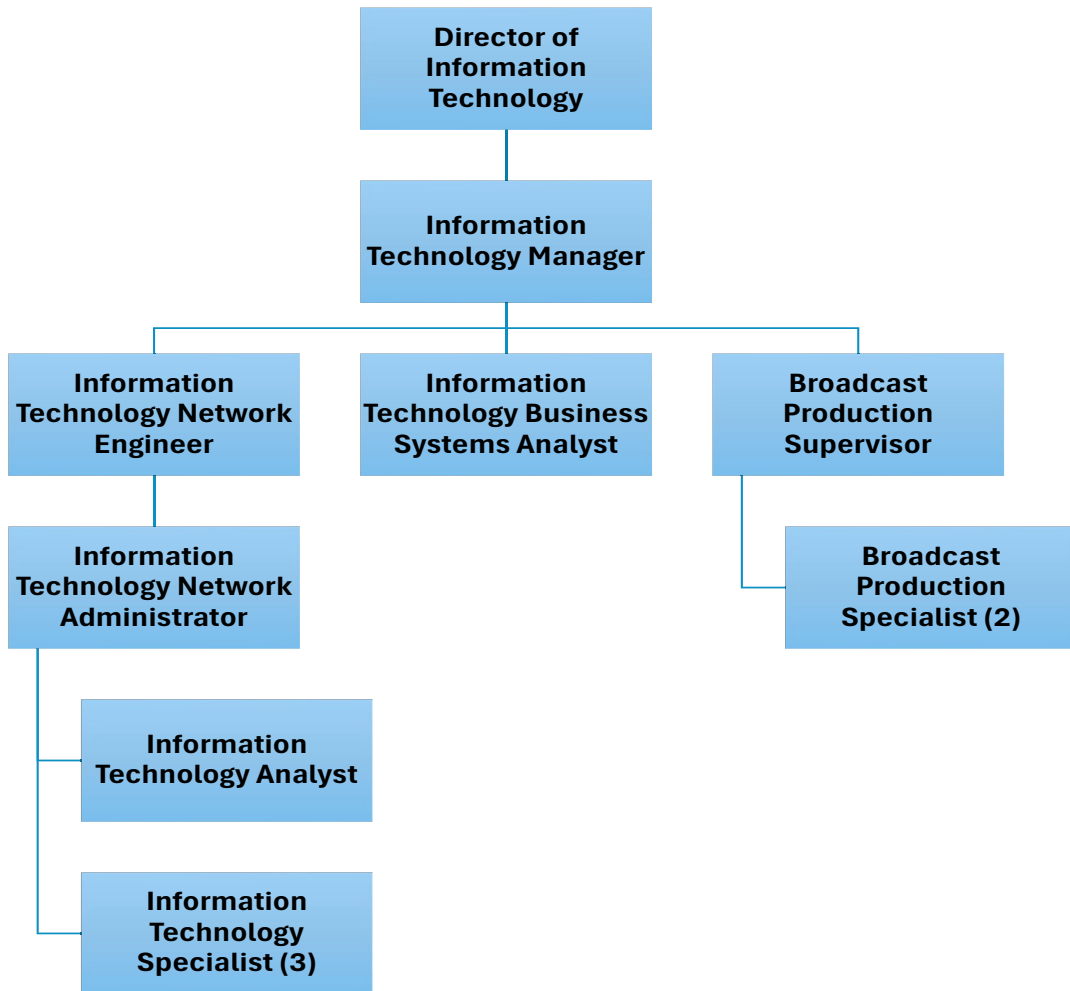 Director of
Information
Technology
Information
Technology Manager
Information
Technology Network
Engineer
Information
Technology Business
Systems Analyst
Broadcast
Production
Supervisor
Information
Technology Network
Administrator
Broadcast
Production
Specialist (2)
Information
Technology Analyst
Information
Technology
Specialist (3)